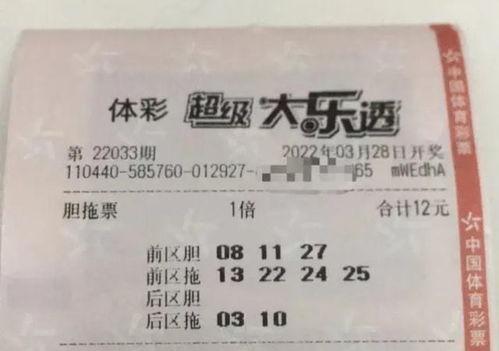 体彩 超级大乐透
第 22033期 2022年03月28日开奖
110440-585760-012927- 65 mWEdhA
胆拖票 1倍 合计12元
前区胆 08 11 27
前区拖 13 22 24 25
后区胆
后区拖 03 10
中国体育彩票
中国体育彩票